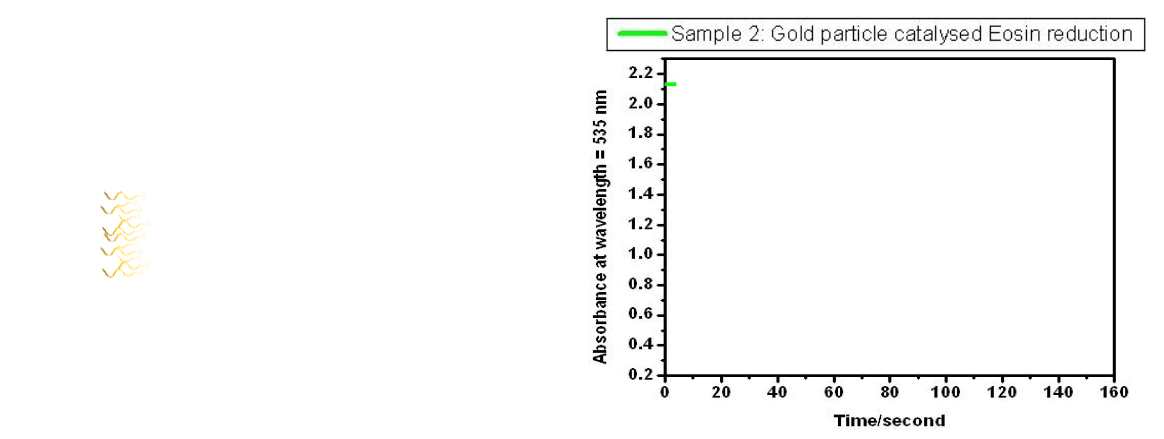 Sample 2: Gold particle catalysed Eosin reduction
Absorbance at wavelength = 535 nm
2.2
2.0
1.8
1.6
1.4
1.2
1.0
0.8
0.6
0.4
0.2
0 20 40 60 80 100 120 140 160
Time/second